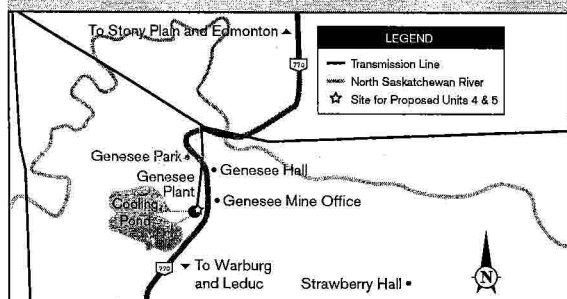 To Stony Plain and Edmonton
770
LEGEND
Transmission Line
North Saskatchewan River
Site for Proposed Units 4 & 5
Genesee Park
Genesee Hall
Genesee
Plant
Cooling
Pond
Genesee Mine Office
770
To Warburg
and Leduc
Strawberry Hall
N